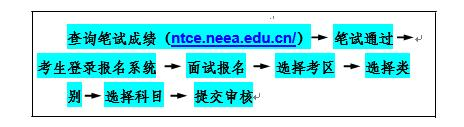 查询笔试成绩（ntce.neea.edu.cn/）→ 笔试通过→
考生登录报名系统 → 面试报名 → 选择考区 → 选择类
别→ 选择科目 → 提交审核